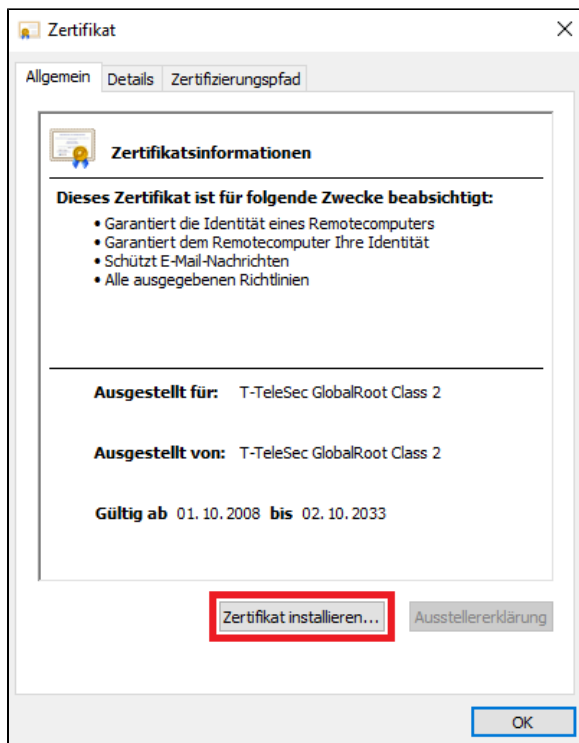 Zertifikat
Allgemein Details Zertifizierungspfad
Zertifikatsinformationen
Dieses Zertifikat ist für folgende Zwecke beabsichtigt:
• Garantiert die Identität eines Remotecomputers
• Garantiert dem Remotecomputer Ihre Identität
• Schützt E-Mail-Nachrichten
• Alle ausgegebenen Richtlinien
Ausgestellt für: T-TeleSec GlobalRoot Class 2
Ausgestellt von: T-TeleSec GlobalRoot Class 2
Gültig ab 01.10.2008 bis 02.10.2033
Zertifikat installieren... Ausstellererklärung
OK